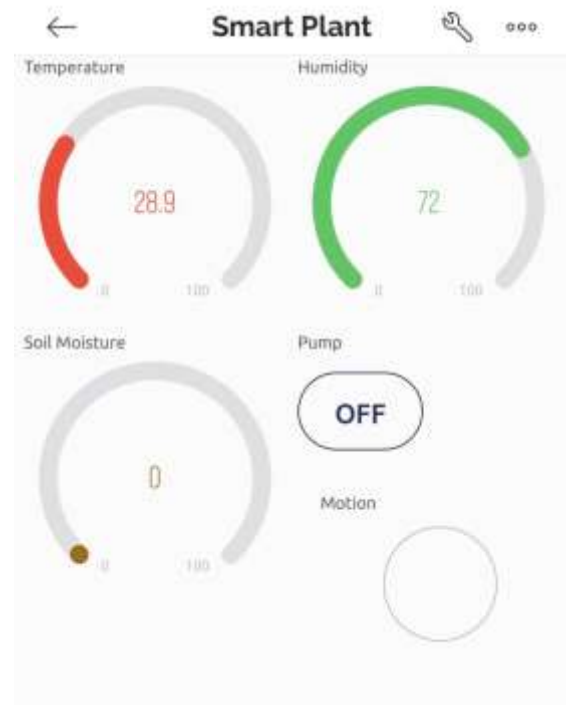 Smart Plant
Temperature
Humidity
28.9
72
0 100
0 100
Soil Moisture
Pump
OFF
0
Motion
0 100